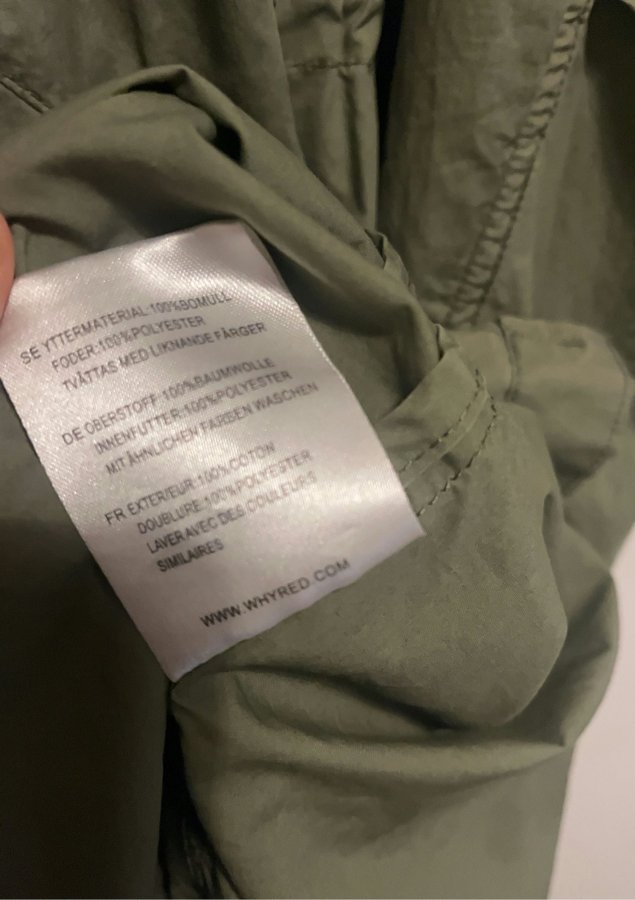 SE YTTERMATERIAL:100%BOMULL
FODER:100%POLYESTER
TVÄTTAS MED LIKNANDE FÄRGER
DE OBERSTOFF:100%BAUMWOLLE
INNENFUTTER:100%POLYESTER
MIT ÄHNLICHEN FARBEN WASCHEN
FR EXTERIEUR:100%COTON
DOUBLURE:100%POLYESTER
LAVER AVEC DES COULEURS
SIMILAIRES
WWW.WHYRED.COM